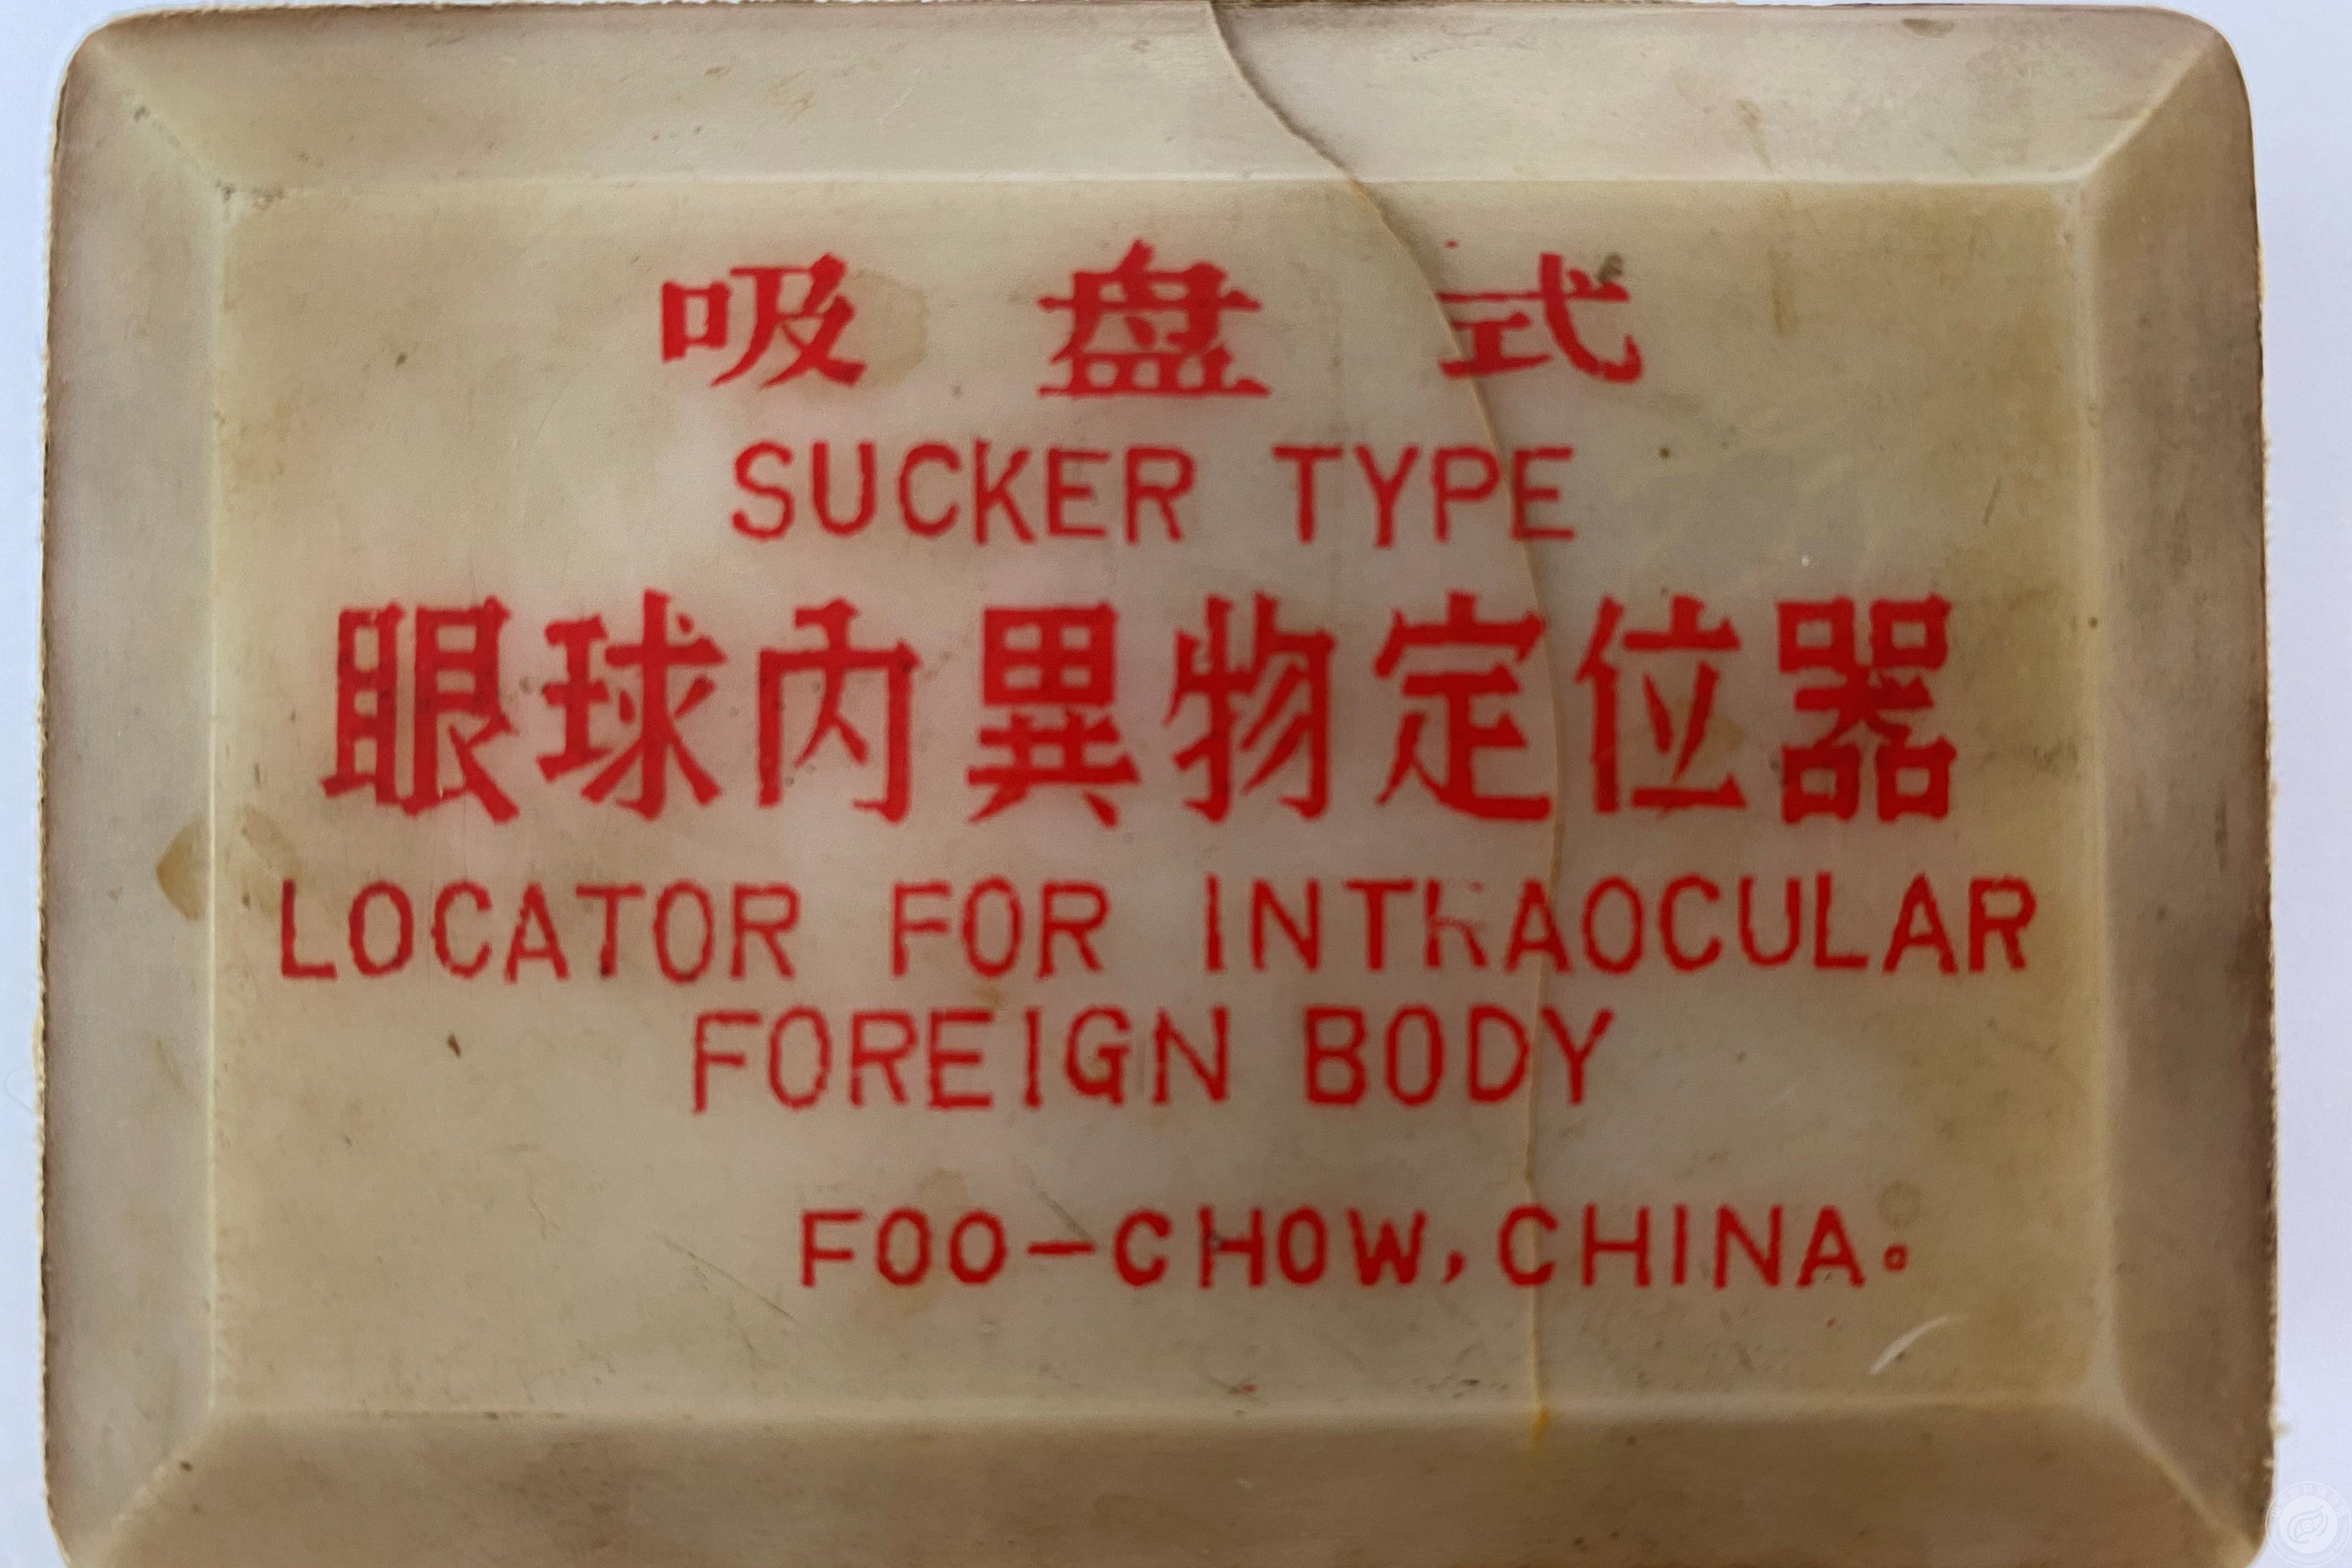 吸盘式
SUCKER TYPE
眼球內異物定位器
LOCATOR FOR INTRAOCULAR
FOREIGN BODY
FOO-CHOW,CHINA。